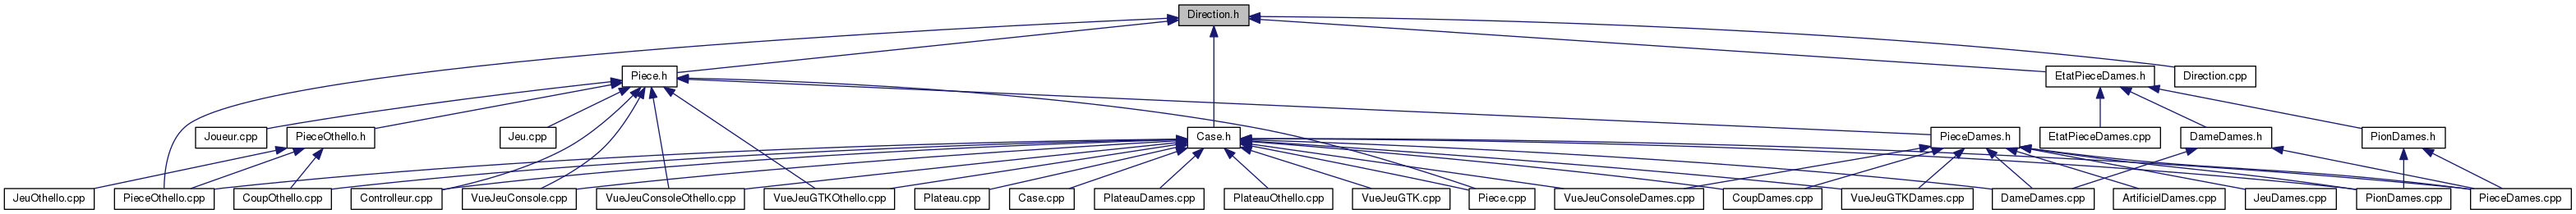 Direction.h
Piece.h
EtatPieceDames.h
Direction.cpp
Joueur.cpp
PieceOthello.h
Jeu.cpp
Case.h
PieceDames.h
EtatPieceDames.cpp
DameDames.h
PionDames.h
JeuOthello.cpp
PieceOthello.cpp
CoupOthello.cpp
Controlleur.cpp
VueJeuConsole.cpp
VueJeuConsoleOthello.cpp
VueJeuGTKOthello.cpp
Plateau.cpp
Case.cpp
PlateauDames.cpp
PlateauOthello.cpp
VueJeuGTK.cpp
Piece.cpp
VueJeuConsoleDames.cpp
CoupDames.cpp
VueJeuGTKDames.cpp
DameDames.cpp
ArtificielDames.cpp
JeuDames.cpp
PionDames.cpp
PieceDames.cpp